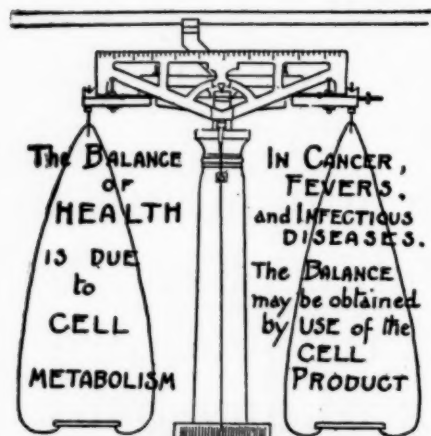 The BALANCE
OF
HEALTH
IS DUE
to
CELL
METABOLISM
IN CANCER,
FEVERS,
and INFECTIOUS
DISEASES.
The BALANCE
may be obtained
by USE of the
CELL
PRODUCT